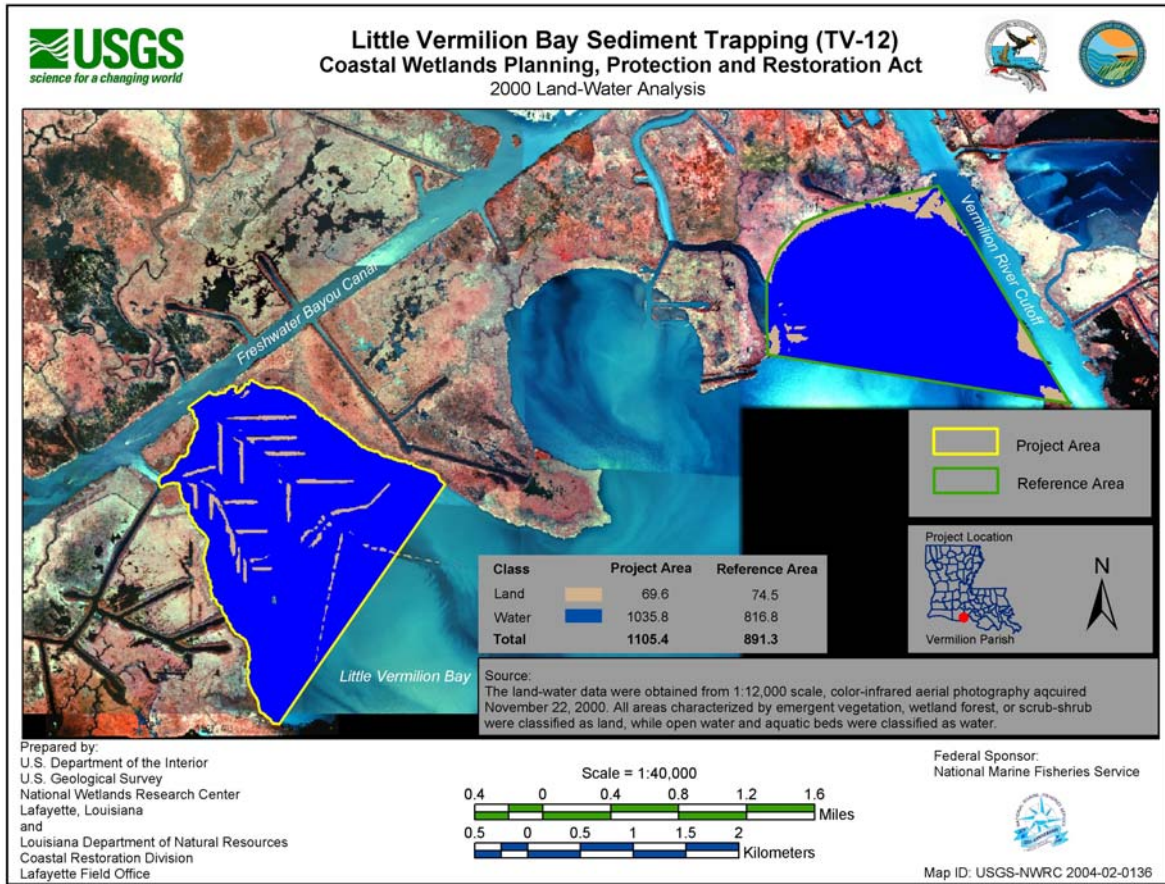 USGS
science for a changing world
Little Vermilion Bay Sediment Trapping (TV-12)
Coastal Wetlands Planning, Protection and Restoration Act
2000 Land-Water Analysis
Freshwater Bayou Canal
Vermilion River Cutoff
Little Vermilion Bay
Project Area
Reference Area
Project Location
Vermilion Parish
N
Class Project Area Reference Area
Land 69.6 74.5
Water 1035.8 816.8
Total 1105.4 891.3
Source:
The land-water data were obtained from 1:12,000 scale, color-infrared aerial photography aqcuired
November 22, 2000. All areas characterized by emergent vegetation, wetland forest, or scrub-shrub
were classified as land, while open water and aquatic beds were classified as water.
Prepared by:
U.S. Department of the Interior
U.S. Geological Survey
National Wetlands Research Center
Lafayette, Louisiana
and
Louisiana Department of Natural Resources
Coastal Restoration Division
Lafayette Field Office
Scale = 1:40,000
0.4 0 0.4 0.8 1.2 1.6
Miles
0.5 0 0.5 1 1.5 2
Kilometers
Federal Sponsor:
National Marine Fisheries Service
Map ID: USGS-NWRC 2004-02-0136